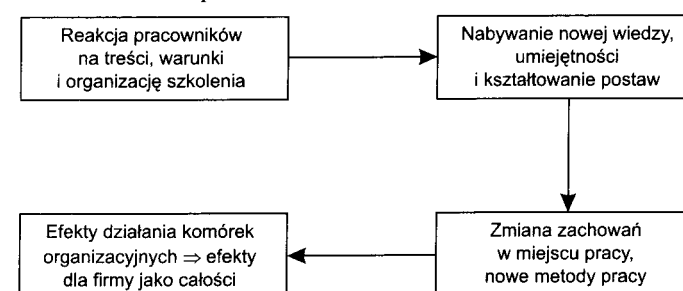 Reakcja pracowników
na treści, warunki
i organizację szkolenia
Nabywanie nowej wiedzy,
umiejętności
i kształtowanie postaw
Zmiana zachowań
w miejscu pracy,
nowe metody pracy
Efekty działania komórek
organizacyjnych ⇒ efekty
dla firmy jako całości